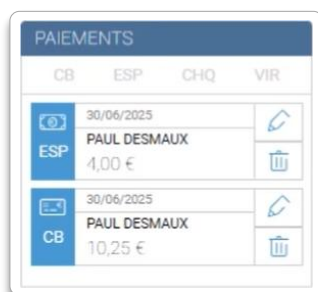 PAIEMENTS
CB ESP CHQ VIR
30/06/2025
PAUL DESMAUX
ESP
4,00 €
30/06/2025
PAUL DESMAUX
CB
10,25 €